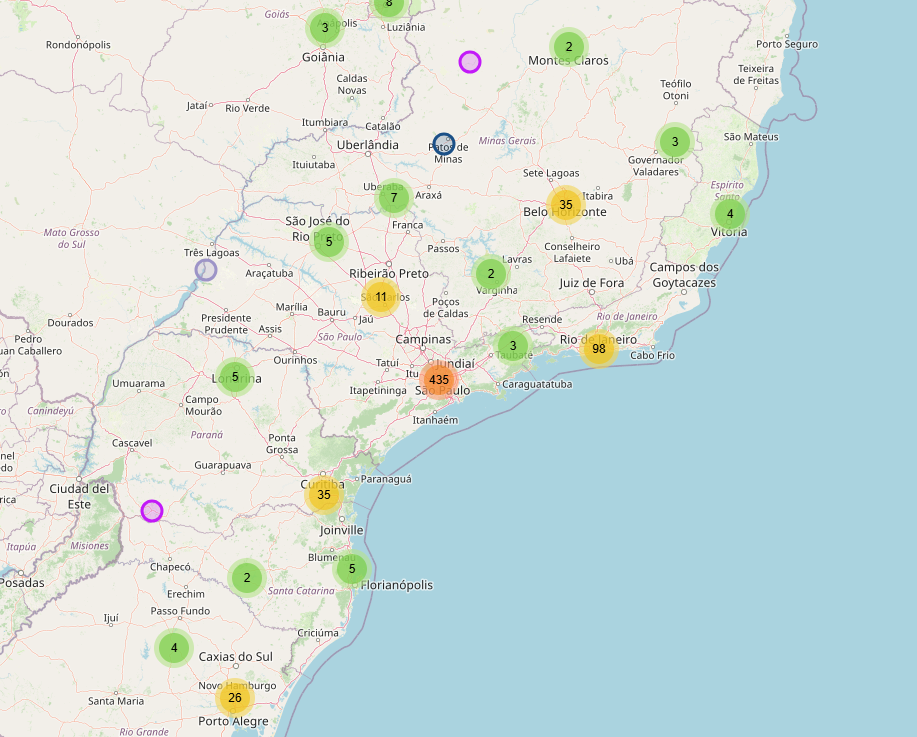 8
Goiás
Anápolis
3
Luziânia
Goiânia
Rondonópolis
2
Montes Claros
Porto Seguro
Teixeira
de Freitas
Caldas
Novas
Teófilo
Otoni
Jataí
Rio Verde
Itumbiara
Catalão
Uberlândia
Patos de
Minas
Minas Gerais
3
São Mateus
Governador
Valadares
Ituiutaba
Sete Lagoas
Uberaba
7
Araxá
Itabira
Espírito
Santo
35
Belo Horizonte
4
Vitória
São José do
Rio Preto
5
Franca
Mato Grosso
do Sul
Passos
Conselheiro
Lafaiete
Ubá
Três Lagoas
Araçatuba
Ribeirão Preto
Lavras
2
Varginha
Juiz de Fora
Campos dos
Goytacazes
São Carlos
11
Poços
de Caldas
Marília
Bauru
Jaú
Presidente
Prudente
Assis
São Paulo
Resende
Rio de Janeiro
Dourados
Pedro
uan Caballero
Campinas
3
Taubaté
Rio de Janeiro
98
Cabo Frio
Ourinhos
Tatuí
Jundiaí
Itu
Umuarama
5
Londrina
Itapetininga
435
São Paulo
Caraguatatuba
Campo
Mourão
Canindeyú
Itanhaém
Paraná
Cascavel
Ponta
Grossa
nel
edo
Guarapuava
Curitiba
35
Paranaguá
Ciudad del
Este
rica
Joinville
Itapúa
Misiones
Blumenau
Chapecó
5
Posadas
2
Santa Catarina
Florianópolis
Erechim
Passo Fundo
Ijuí
Criciúma
4
Caxias do Sul
Novo Hamburgo
26
Santa Maria
Porto Alegre
Rio Grande